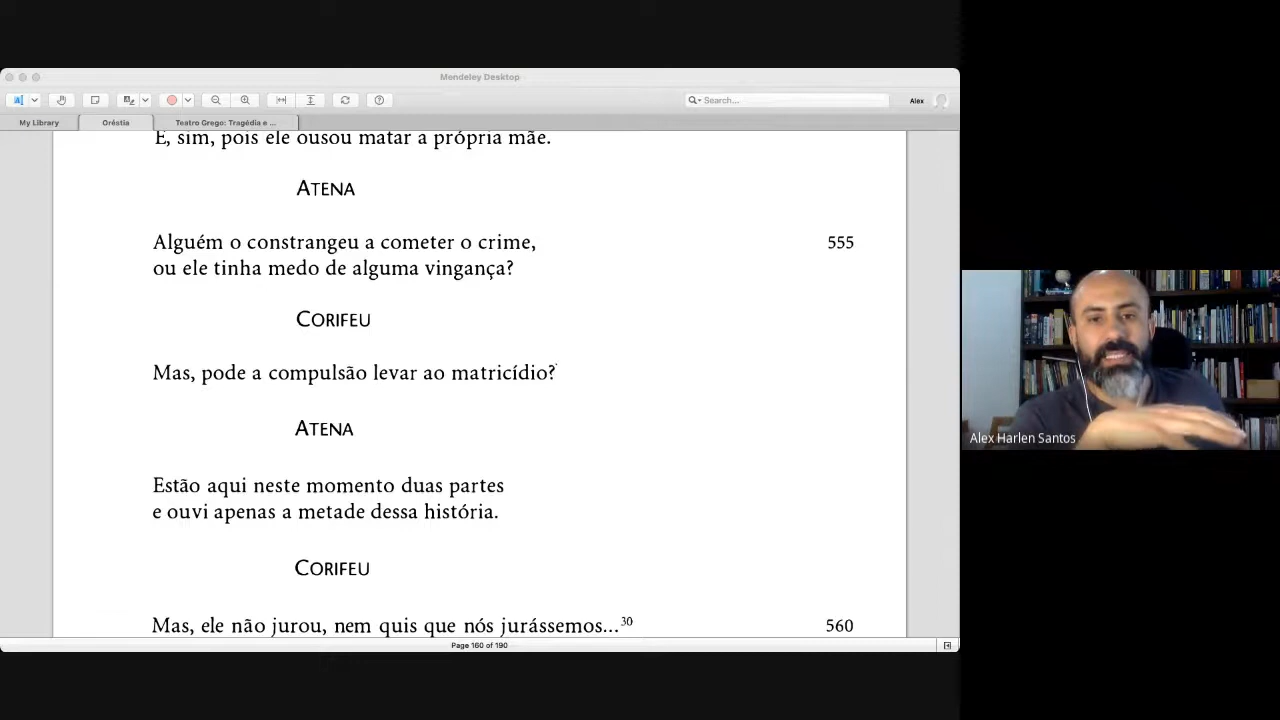 Mendeley Desktop
Search...
Alex
My Library
Oréstia
Teatro Grego: Tragédia e ...
É, sim, pois ele ousou matar a própria mãe.
ATENA
Alguém o constrangeu a cometer o crime, 555
ou ele tinha medo de alguma vingança?
CORIFEU
Mas, pode a compulsão levar ao matricídio?
ATENA
Estão aqui neste momento duas partes
e ouvi apenas a metade dessa história.
CORIFEU
Mas, ele não jurou, nem quis que nós jurássemos...30 560
Page 160 of 190
Alex Harlen Santos